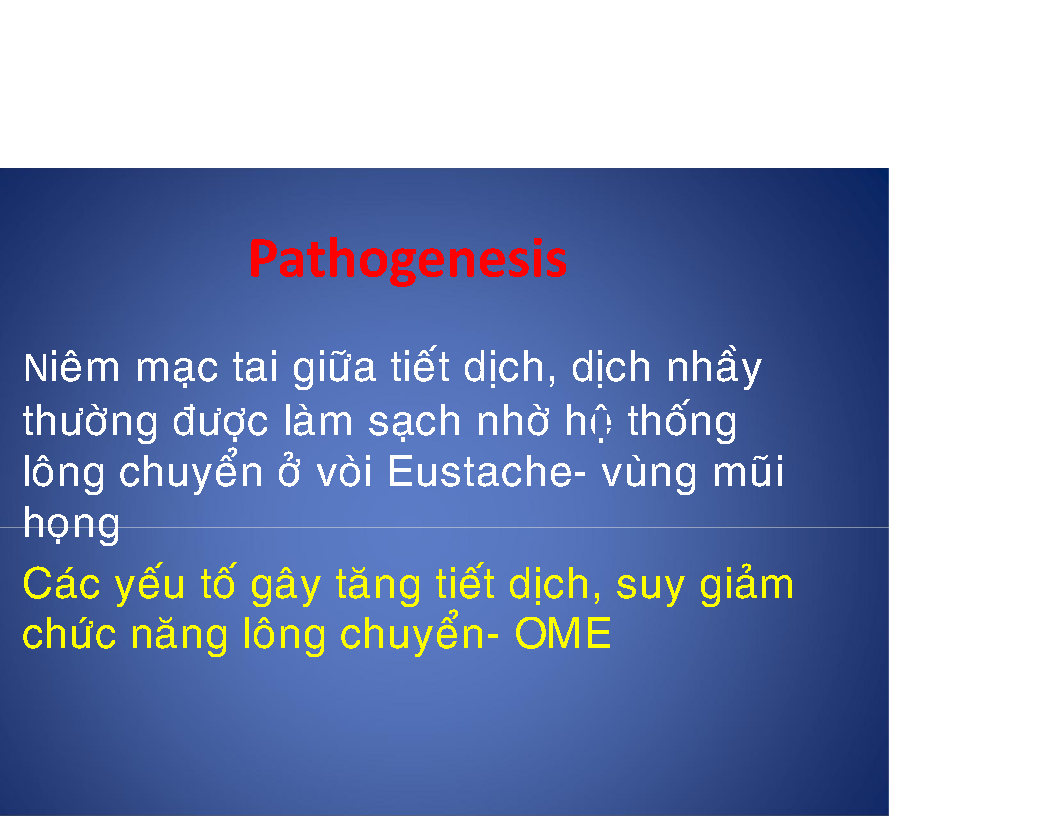 Pathogenesis
Niêm mạc tai giữa tiết dịch, dịch nhầy
thường được làm sạch nhờ hệ thống
lông chuyển ở vòi Eustache- vùng mũi
họng
Các yếu tố gây tăng tiết dịch, suy giảm
chức năng lông chuyển- OME